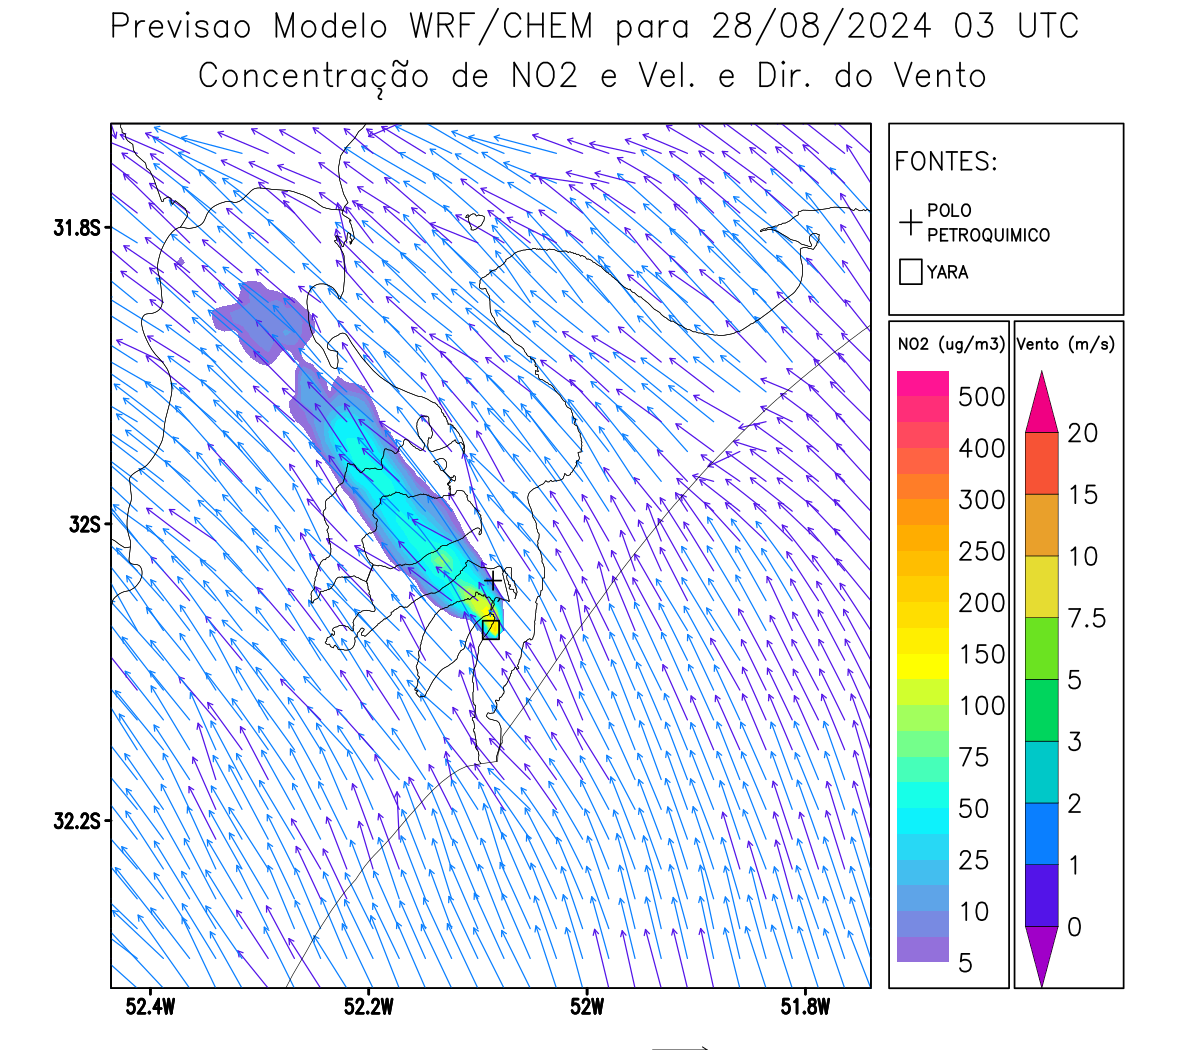 Previsao Modelo WRF/CHEM para 28/08/2024 03 UTC
Concentração de NO2 e Vel. e Dir. do Vento
FONTES:
POLO
PETROQUIMICO
YARA
NO2 (ug/m3)
500
400
300
250
200
150
100
75
50
25
10
5
Vento (m/s)
20
15
10
7.5
5
3
2
1
0
31.8S
32S
32.2S
52.4W
52.2W
52W
51.8W